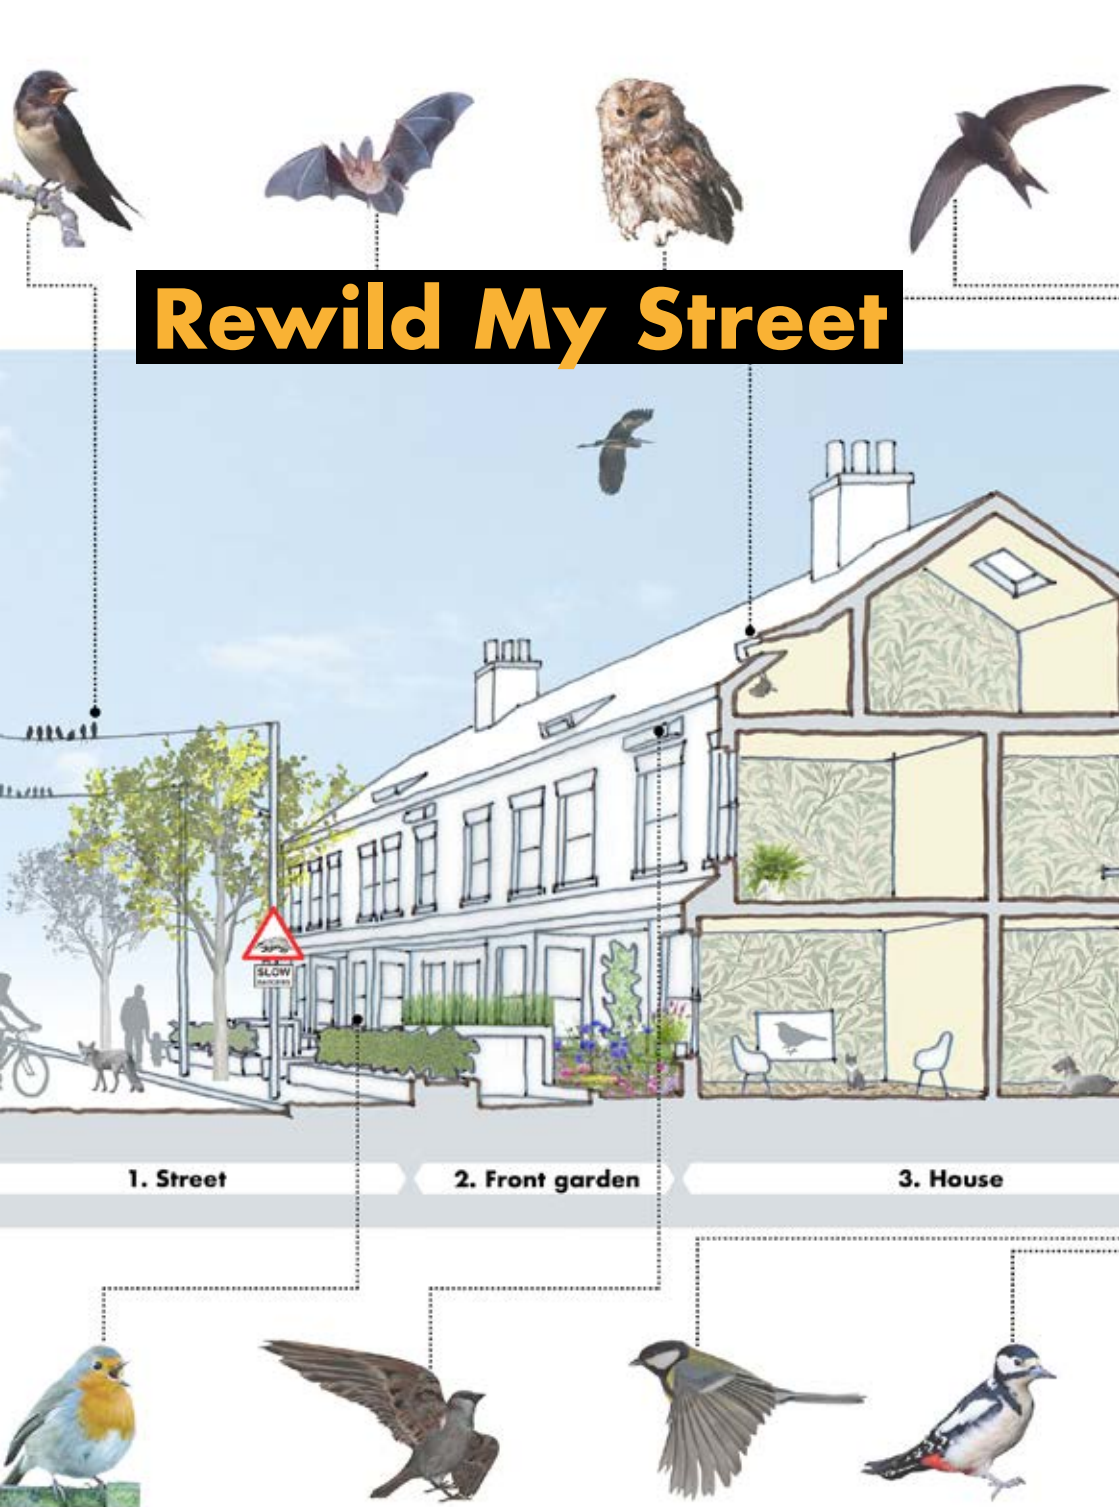 Rewild My Street
SLOW
1. Street
2. Front garden
3. House